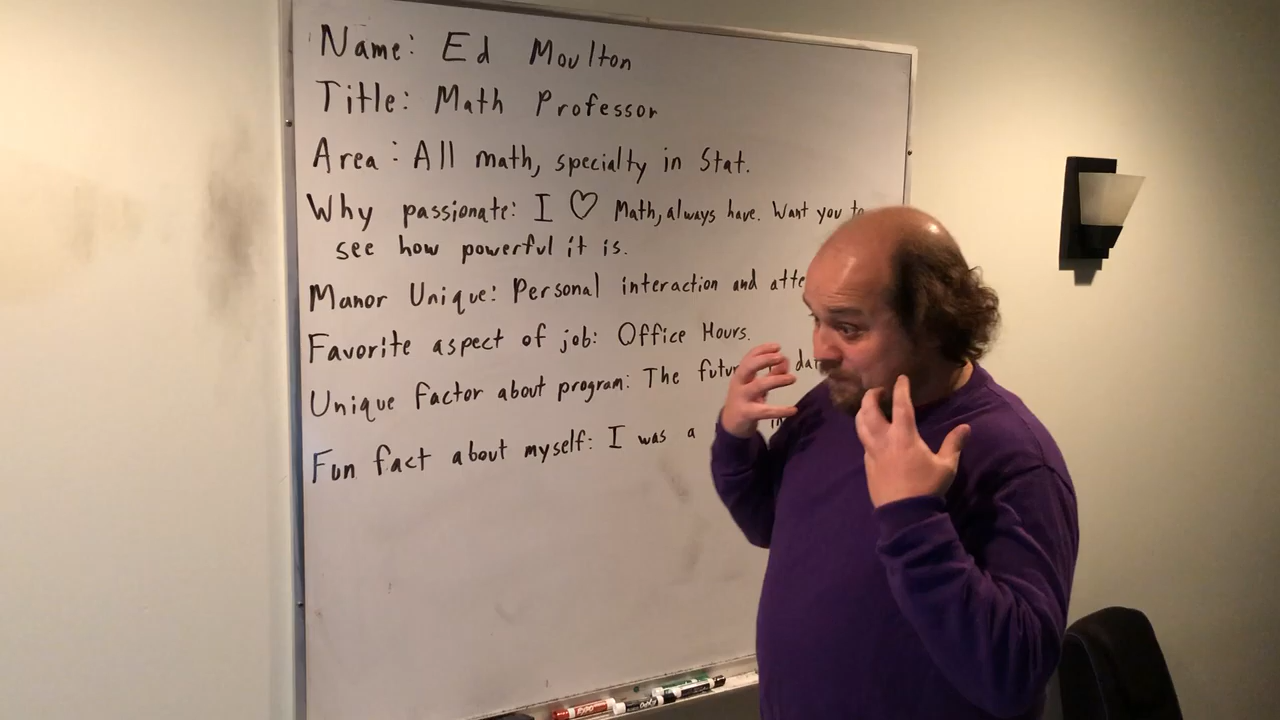 Name: Ed Moulton
Title: Math Professor
Area: All math, specialty in Stat.
Why passionate: I ♡ Math, always have. Want you to
see how powerful it is.
Manor Unique: Personal interaction and
Favorite aspect of job: Office Hours.
Unique factor about program: The
Fun fact about myself: I was a
EXPO